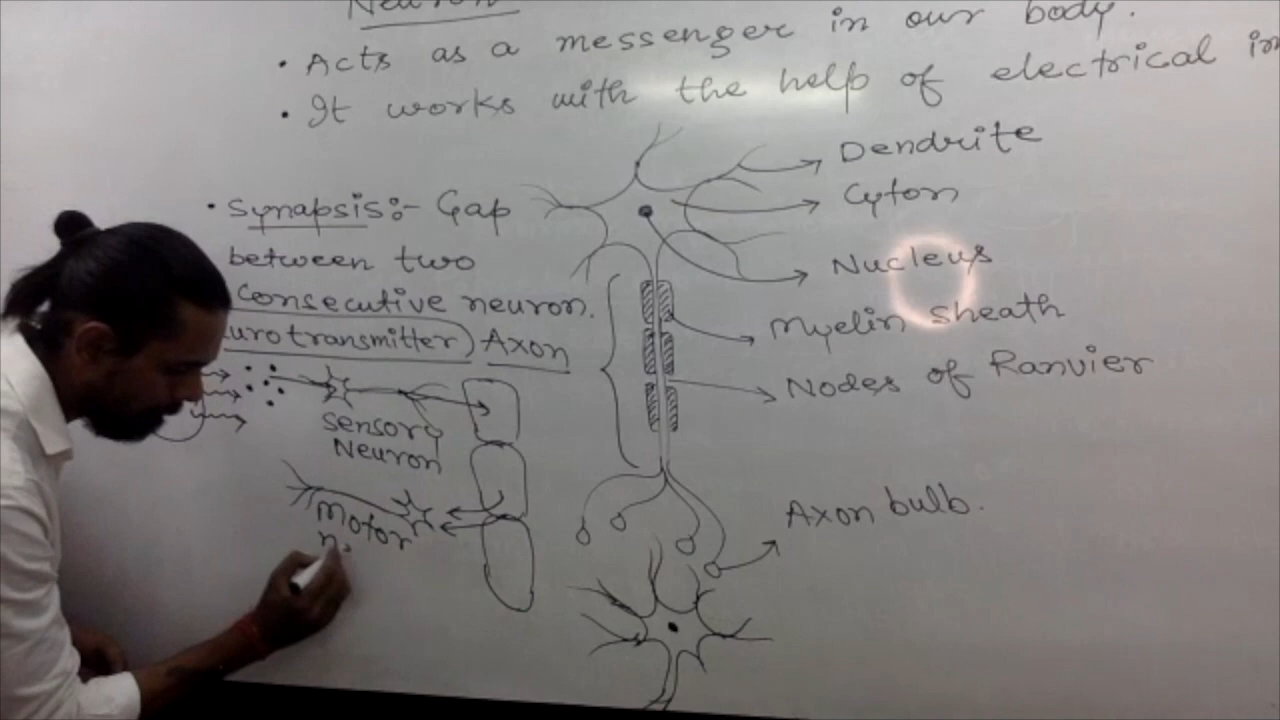 Neuron
• Acts as a messenger in our body.
• It works with the help of electrical
• Synapsis:- Gap
between two
consecutive neuron.
urotransmitter) Axon
Sensory
Neuron
Motor
n.
Dendrite
Cyton
Nucleus
Myelin Sheath
Nodes of Ranvier
Axon bulb.